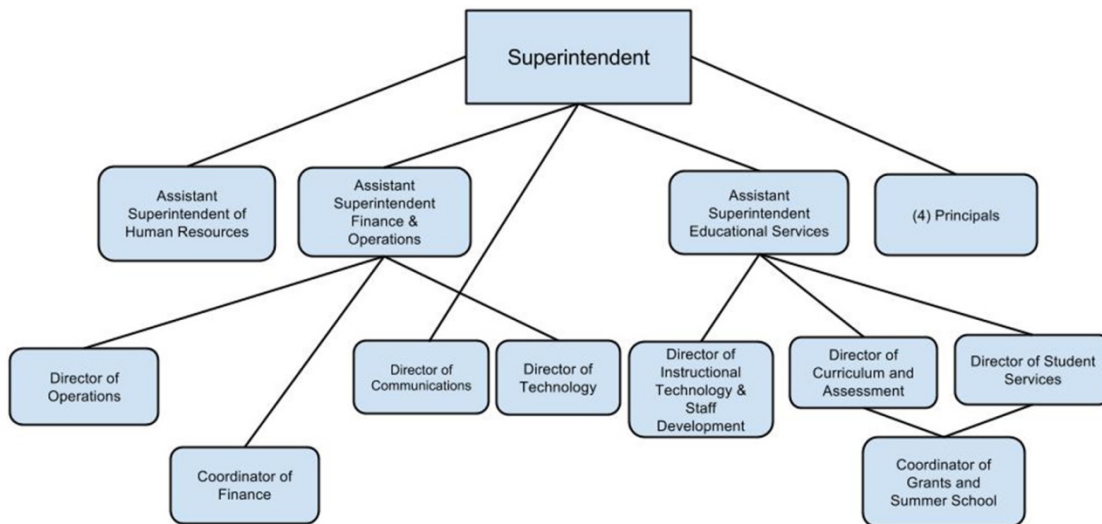 Superintendent
Assistant
Superintendent of
Human Resources
Assistant
Superintendent
Finance &
Operations
Assistant
Superintendent
Educational Services
(4) Principals
Director of
Operations
Director of
Communications
Director of
Technology
Director of
Instructional
Technology &
Staff
Development
Director of
Curriculum and
Assessment
Director of Student
Services
Coordinator of
Finance
Coordinator of
Grants and
Summer School